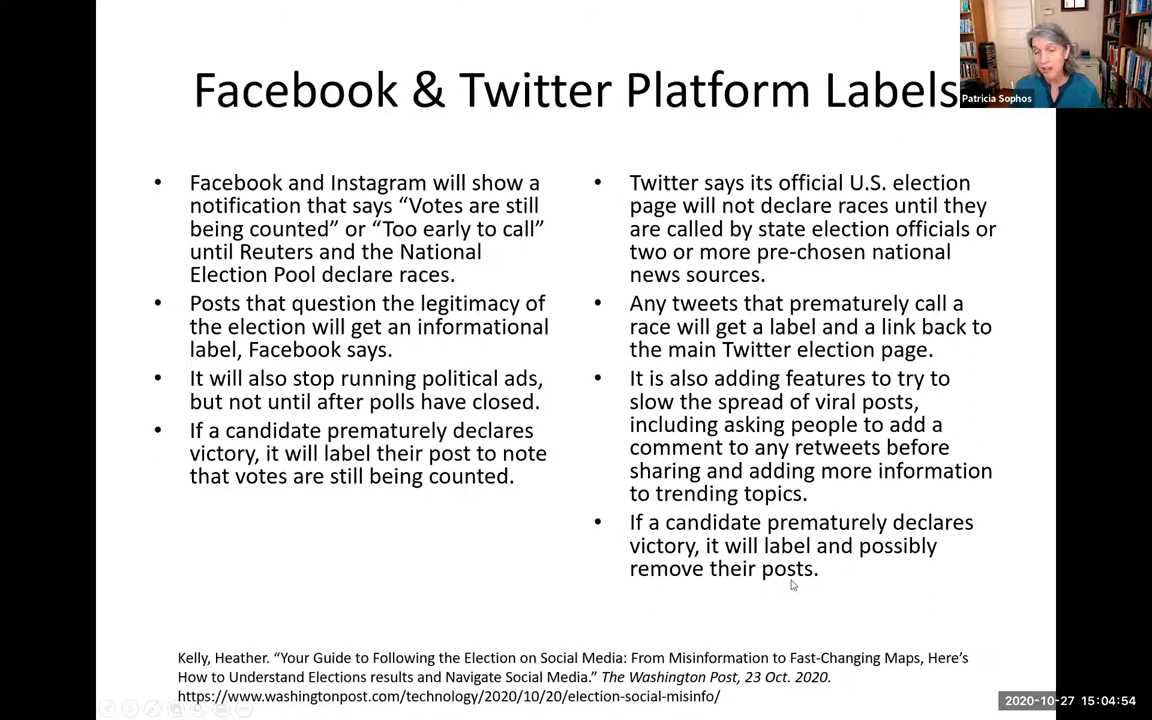 Facebook & Twitter Platform Labels
Patricia Sophos
• Facebook and Instagram will show a
notification that says “Votes are still
being counted” or “Too early to call”
until Reuters and the National
Election Pool declare races.
• Posts that question the legitimacy of
the election will get an informational
label, Facebook says.
• It will also stop running political ads,
but not until after polls have closed.
• If a candidate prematurely declares
victory, it will label their post to note
that votes are still being counted.
• Twitter says its official U.S. election
page will not declare races until they
are called by state election officials or
two or more pre-chosen national
news sources.
• Any tweets that prematurely call a
race will get a label and a link back to
the main Twitter election page.
• It is also adding features to try to
slow the spread of viral posts,
including asking people to add a
comment to any retweets before
sharing and adding more information
to trending topics.
• If a candidate prematurely declares
victory, it will label and possibly
remove their posts.
Kelly, Heather. “Your Guide to Following the Election on Social Media: From Misinformation to Fast-Changing Maps, Here’s
How to Understand Elections results and Navigate Social Media.” The Washington Post, 23 Oct. 2020.
https://www.washingtonpost.com/technology/2020/10/20/election-social-misinfo/
2020-10-27 15:04:54